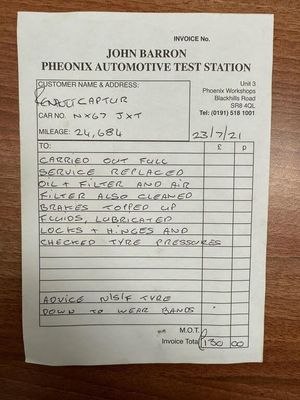 INVOICE No.
JOHN BARRON
PHEONIX AUTOMOTIVE TEST STATION
CUSTOMER NAME & ADDRESS:
Unit 3
Phoenix Workshops
Blackhills Road
SR8 4QL
Tel: (0191) 518 1001
RENAULT CAPTUR
CAR NO. NX67 JXT
MILEAGE: 24,684
23/7/21
TO: £ p
CARRIED OUT FULL
SERVICE REPLACED
OIL + FILTER AND AIR
FILTER ALSO CLEANED
BRAKES TOPPED UP
FLUIDS, LUBRICATED
LOCKS + HINGES AND
CHECKED TYRE PRESSURES
ADVICE N/S/F TYRE
DOWN TO WEAR BANDS
M.O.T.
Invoice Total £130 00